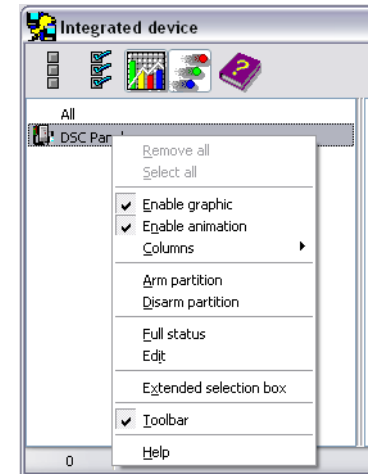 Integrated device
All
DSC Panel
Remove all
Select all
Enable graphic
Enable animation
Columns
Arm partition
Disarm partition
Full status
Edit
Extended selection box
Toolbar
Help
0